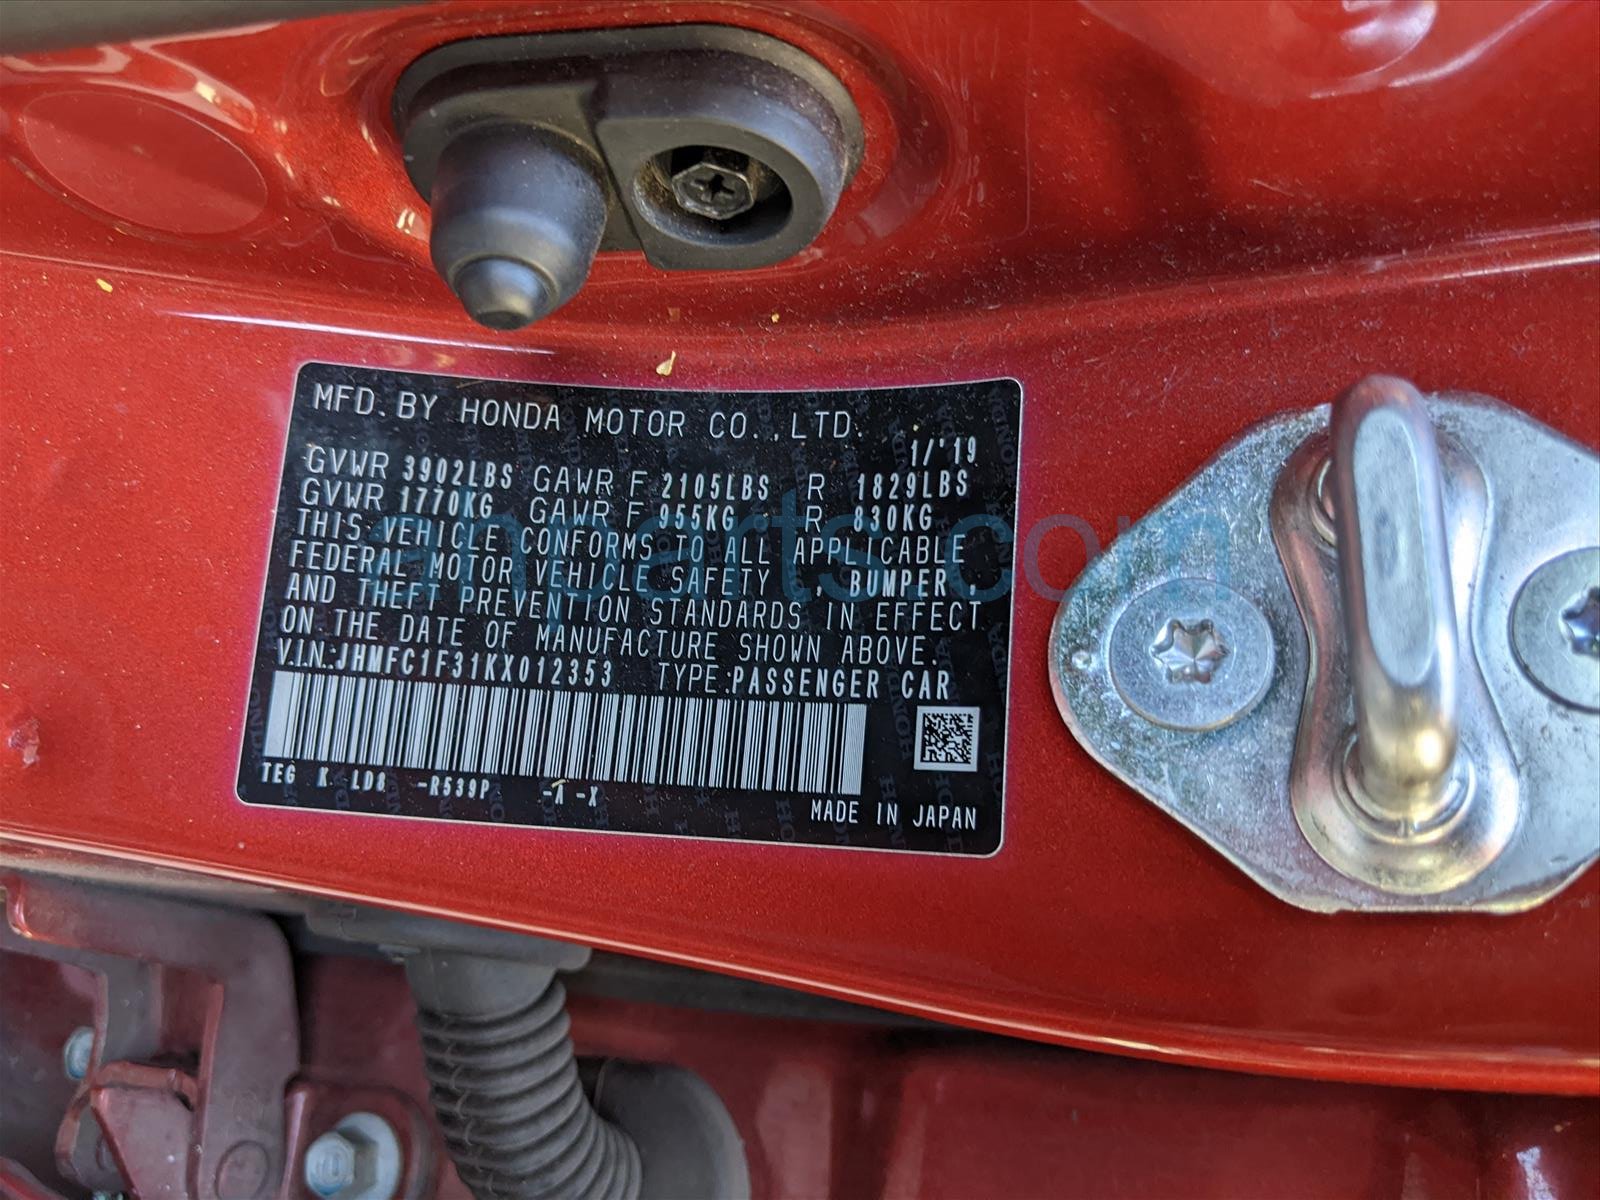 MFD. BY HONDA MOTOR CO.,LTD.
1/'19
GVWR 3902LBS GAWR F 2105LBS R 1829LBS
GVWR 1770KG GAWR F 955KG R 830KG
THIS VEHICLE CONFORMS TO ALL APPLICABLE
FEDERAL MOTOR VEHICLE SAFETY , BUMPER ,
AND THEFT PREVENTION STANDARDS IN EFFECT
ON THE DATE OF MANUFACTURE SHOWN ABOVE.
V.I.N.:JHMFC1F31KX012353 TYPE:PASSENGER CAR
TEG K LD8 -R539P -A -X
MADE IN JAPAN
anparts.com